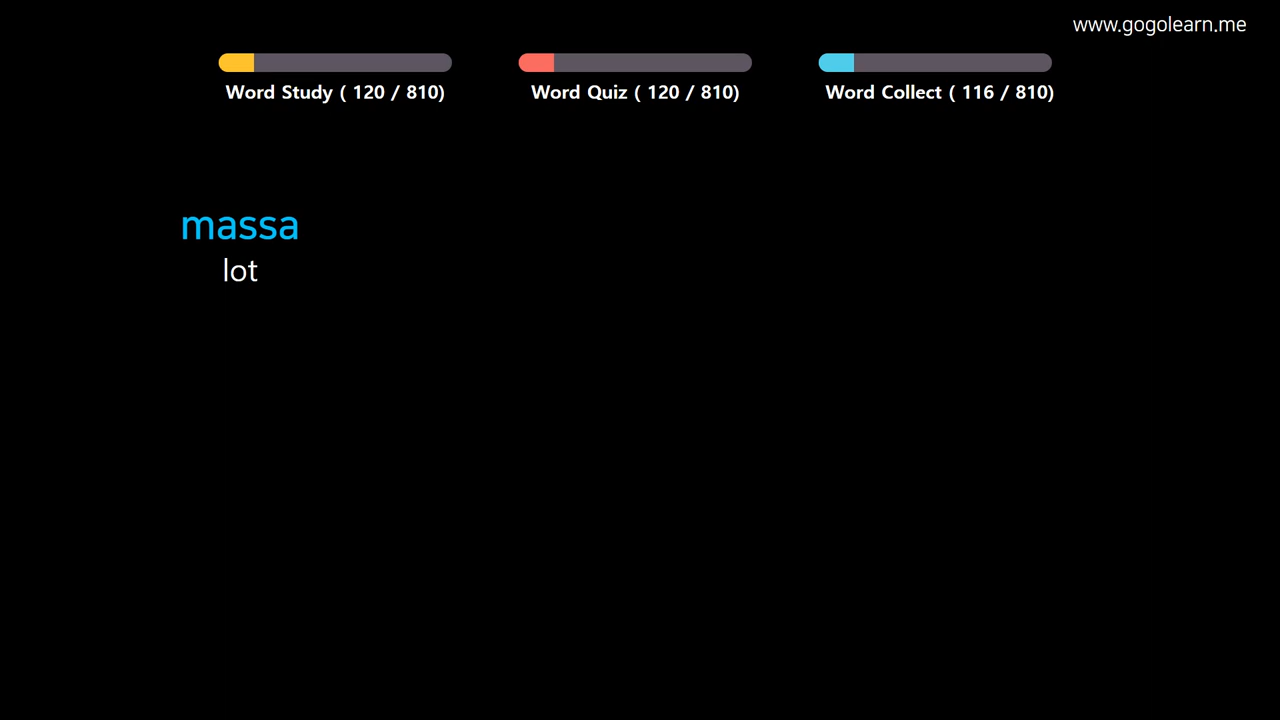 www.gogolearn.me
Word Study ( 120 / 810)
Word Quiz ( 120 / 810)
Word Collect ( 116 / 810)
massa
lot